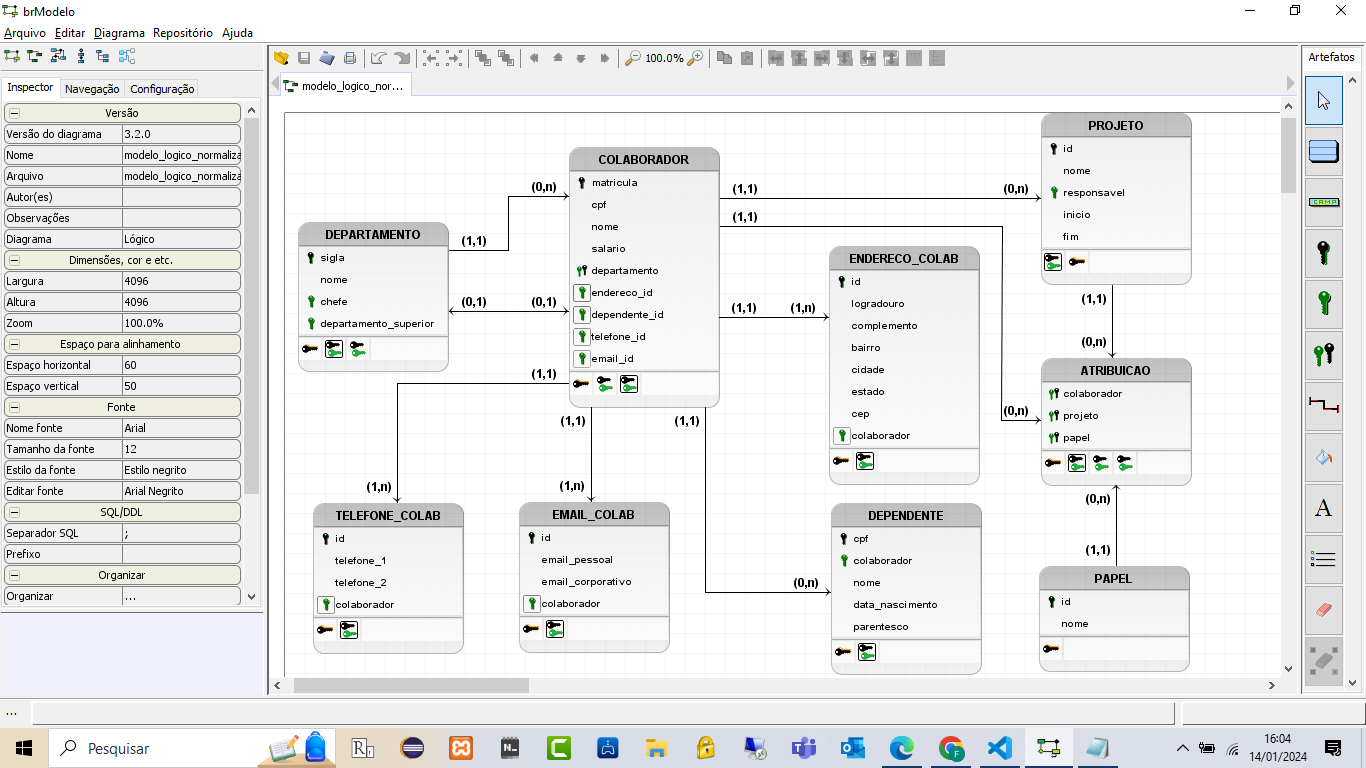 brModelo
Arquivo Editar Diagrama Repositório Ajuda
100.0%
Artefatos
Inspector Navegação Configuração
modelo_logico_nor...
Versão
Versão do diagrama 3.2.0
Nome modelo_logico_normaliza
Arquivo modelo_logico_normaliza
Autor(es)
Observações
Diagrama Lógico
Dimensões, cor e etc.
Largura 4096
Altura 4096
Zoom 100.0%
Espaço para alinhamento
Espaço horizontal 60
Espaço vertical 50
Fonte
Nome fonte Arial
Tamanho da fonte 12
Estilo da fonte Estilo negrito
Editar fonte Arial Negrito
SQL/DDL
Separador SQL ;
Prefixo
Organizar
Organizar ...
DEPARTAMENTO
sigla
nome
chefe
departamento_superior
(1,1)
(0,n)
(0,1)
(0,1)
COLABORADOR
matricula
cpf
nome
salario
departamento
endereco_id
dependente_id
telefone_id
email_id
(1,1)
(0,n)
(1,1)
(0,n)
(1,1)
(1,n)
(1,1)
(1,n)
(1,1)
(1,n)
(1,1)
(0,n)
PROJETO
id
nome
responsavel
inicio
fim
(1,1)
(0,n)
ENDERECO_COLAB
id
logradouro
complemento
bairro
cidade
estado
cep
colaborador
ATRIBUICAO
colaborador
projeto
papel
(0,n)
(1,1)
TELEFONE_COLAB
id
telefone_1
telefone_2
colaborador
EMAIL_COLAB
id
email_pessoal
email_corporativo
colaborador
DEPENDENTE
cpf
colaborador
nome
data_nascimento
parentesco
PAPEL
id
nome
CAMP
A
...
Pesquisar
16:04
14/01/2024